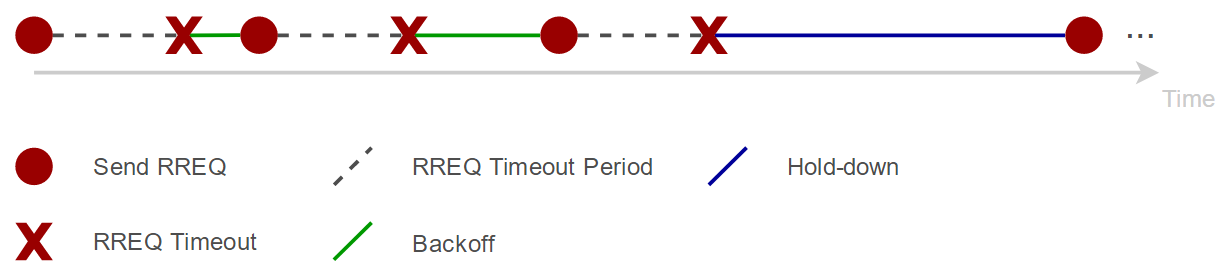 ...
Time
Send RREQ
RREQ Timeout Period
Hold-down
RREQ Timeout
Backoff